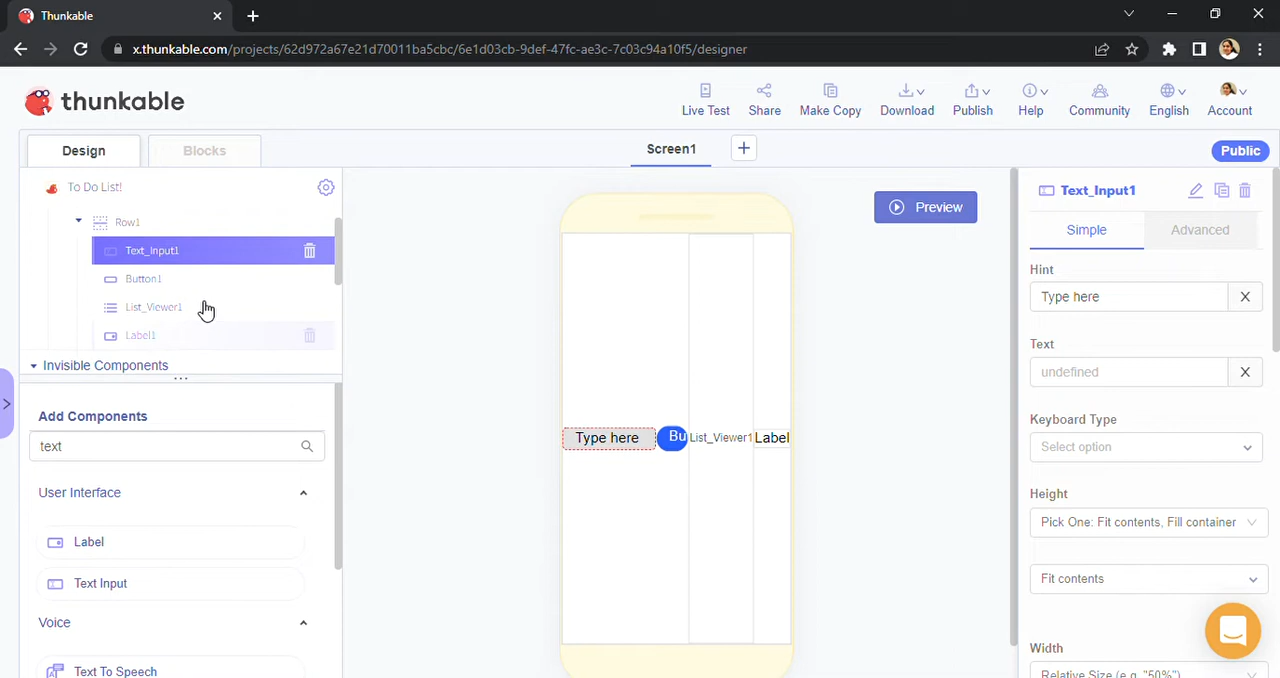 Thunkable
x.thunkable.com/projects/62d972a67e21d70011ba5cbc/6e1d03cb-9def-47fc-ae3c-7c03c94a10f5/designer
thunkable
Live Test
Share
Make Copy
Download
Publish
Help
Community
English
Account
Design
Blocks
Screen1
Public
To Do List!
Row1
Text_Input1
Button1
List_Viewer1
Label1
Invisible Components
Add Components
text
User Interface
Label
Text Input
Voice
Text To Speech
Preview
Type here
Bu
List_Viewer1
Label
Text_Input1
Simple
Advanced
Hint
Type here
Text
undefined
Keyboard Type
Select option
Height
Pick One: Fit contents, Fill container
Fit contents
Width
Relative Size (e.g. "50%")